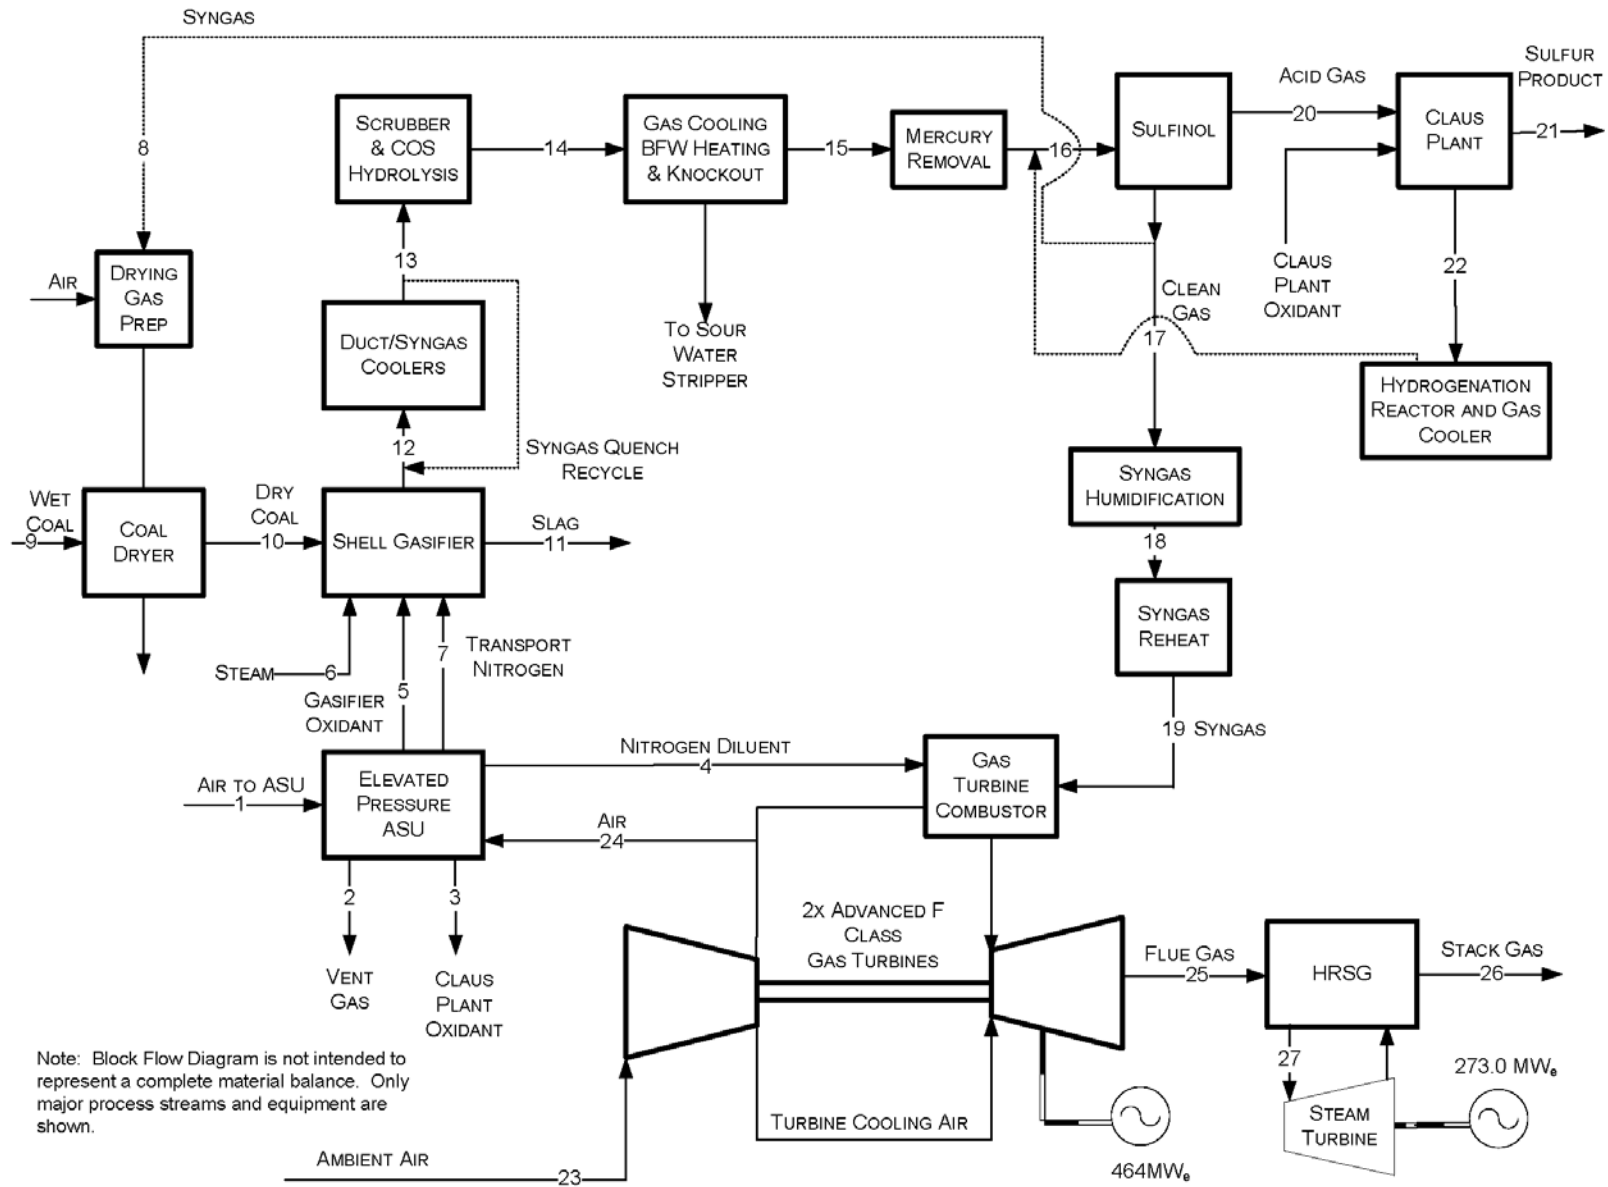 SYNGAS
SULFUR
PRODUCT
ACID GAS
20
SCRUBBER
& COS
HYDROLYSIS
14
GAS COOLING
BFW HEATING
& KNOCKOUT
15
MERCURY
REMOVAL
16
SULFINOL
CLAUS
PLANT
21
8
13
22
AIR
DRYING
GAS
PREP
CLAUS
PLANT
OXIDANT
CLEAN
GAS
17
TO SOUR
WATER
STRIPPER
DUCT/SYNGAS
COOLERS
HYDROGENATION
REACTOR AND GAS
COOLER
12
SYNGAS QUENCH
RECYCLE
SYNGAS
HUMIDIFICATION
WET
COAL
9
COAL
DRYER
DRY
COAL
10
SHELL GASIFIER
SLAG
11
18
SYNGAS
REHEAT
TRANSPORT
NITROGEN
7
STEAM
6
GASIFIER
OXIDANT
5
19 SYNGAS
NITROGEN DILUENT
4
GAS
TURBINE
COMBUSTOR
AIR TO ASU
1
ELEVATED
PRESSURE
ASU
AIR
24
2
3
VENT
GAS
CLAUS
PLANT
OXIDANT
2X ADVANCED F
CLASS
GAS TURBINES
FLUE GAS
25
HRSG
STACK GAS
26
27
STEAM
TURBINE
273.0 MWe
Note: Block Flow Diagram is not intended to
represent a complete material balance. Only
major process streams and equipment are
shown.
TURBINE COOLING AIR
464MWe
AMBIENT AIR
23